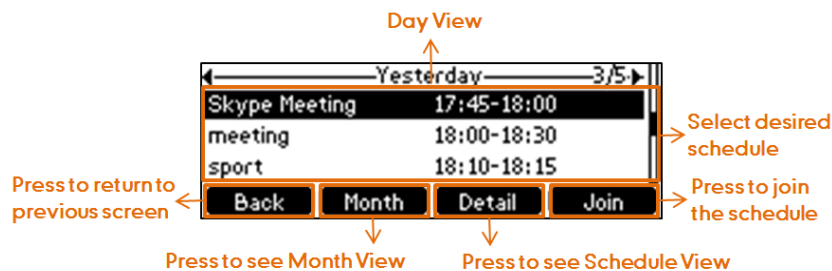 Day View
Yesterday 3/5
Skype Meeting 17:45-18:00
meeting 18:00-18:30
sport 18:10-18:15
Select desired
schedule
Press to return to
previous screen
Back Month Detail Join
Press to join
the schedule
Press to see Month View
Press to see Schedule View